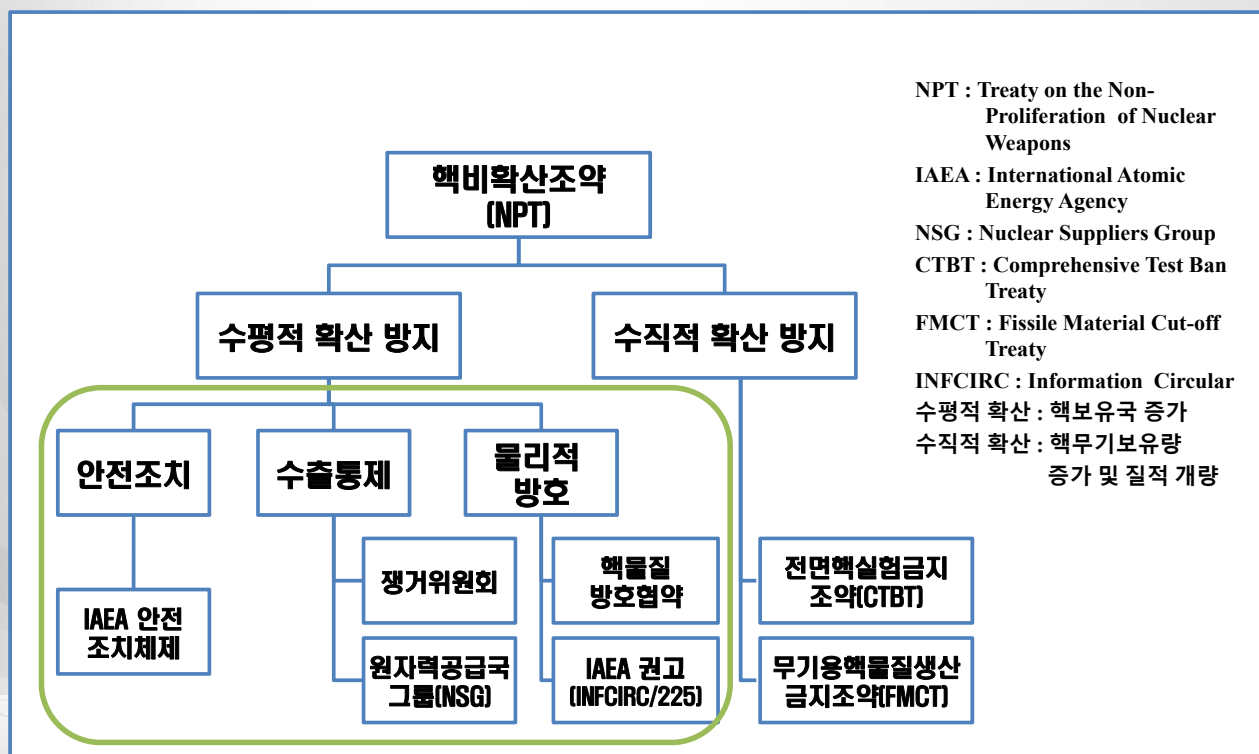 핵비확산조약
(NPT)
수평적 확산 방지
수직적 확산 방지
안전조치
수출통제
물리적
방호
IAEA 안전
조치체제
쟁거위원회
원자력공급국
그룹(NSG)
핵물질
방호협약
IAEA 권고
(INFCIRC/225)
전면핵실험금지
조약(CTBT)
무기용핵물질생산
금지조약(FMCT)
NPT : Treaty on the Non-
Proliferation of Nuclear
Weapons
IAEA : International Atomic
Energy Agency
NSG : Nuclear Suppliers Group
CTBT : Comprehensive Test Ban
Treaty
FMCT : Fissile Material Cut-off
Treaty
INFCIRC : Information Circular
수평적 확산 : 핵보유국 증가
수직적 확산 : 핵무기보유량
증가 및 질적 개량